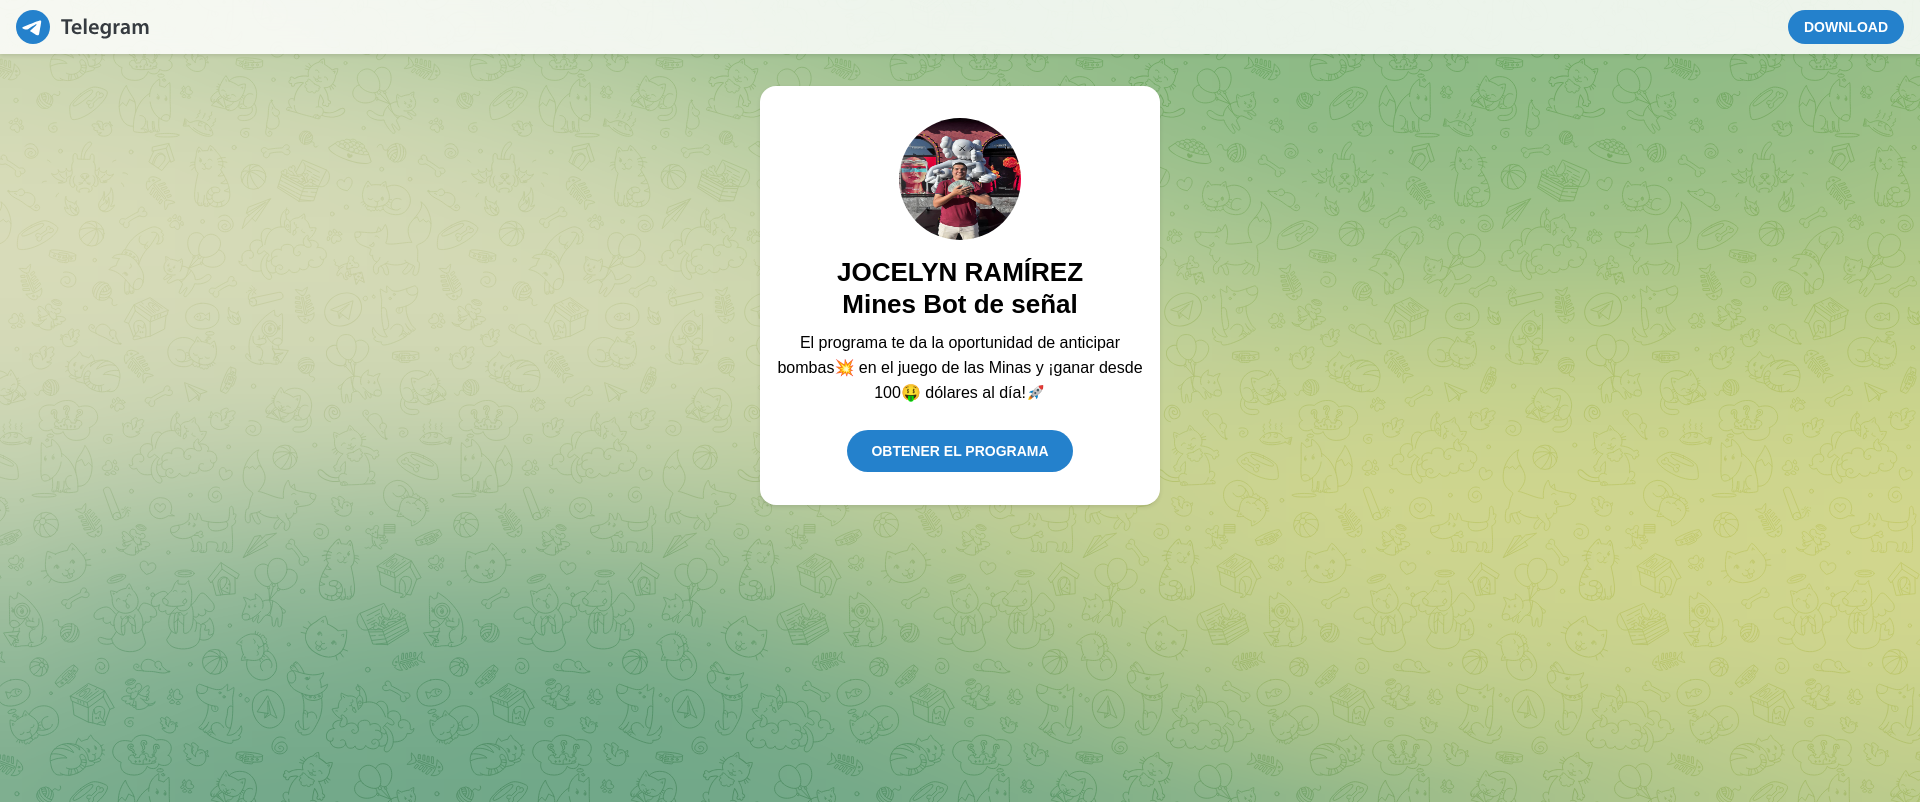 Telegram
DOWNLOAD
JOCELYN RAMÍREZ
Mines Bot de señal
El programa te da la oportunidad de anticipar
bombas💥 en el juego de las Minas y ¡ganar desde
100🤑 dólares al día!🚀
OBTENER EL PROGRAMA